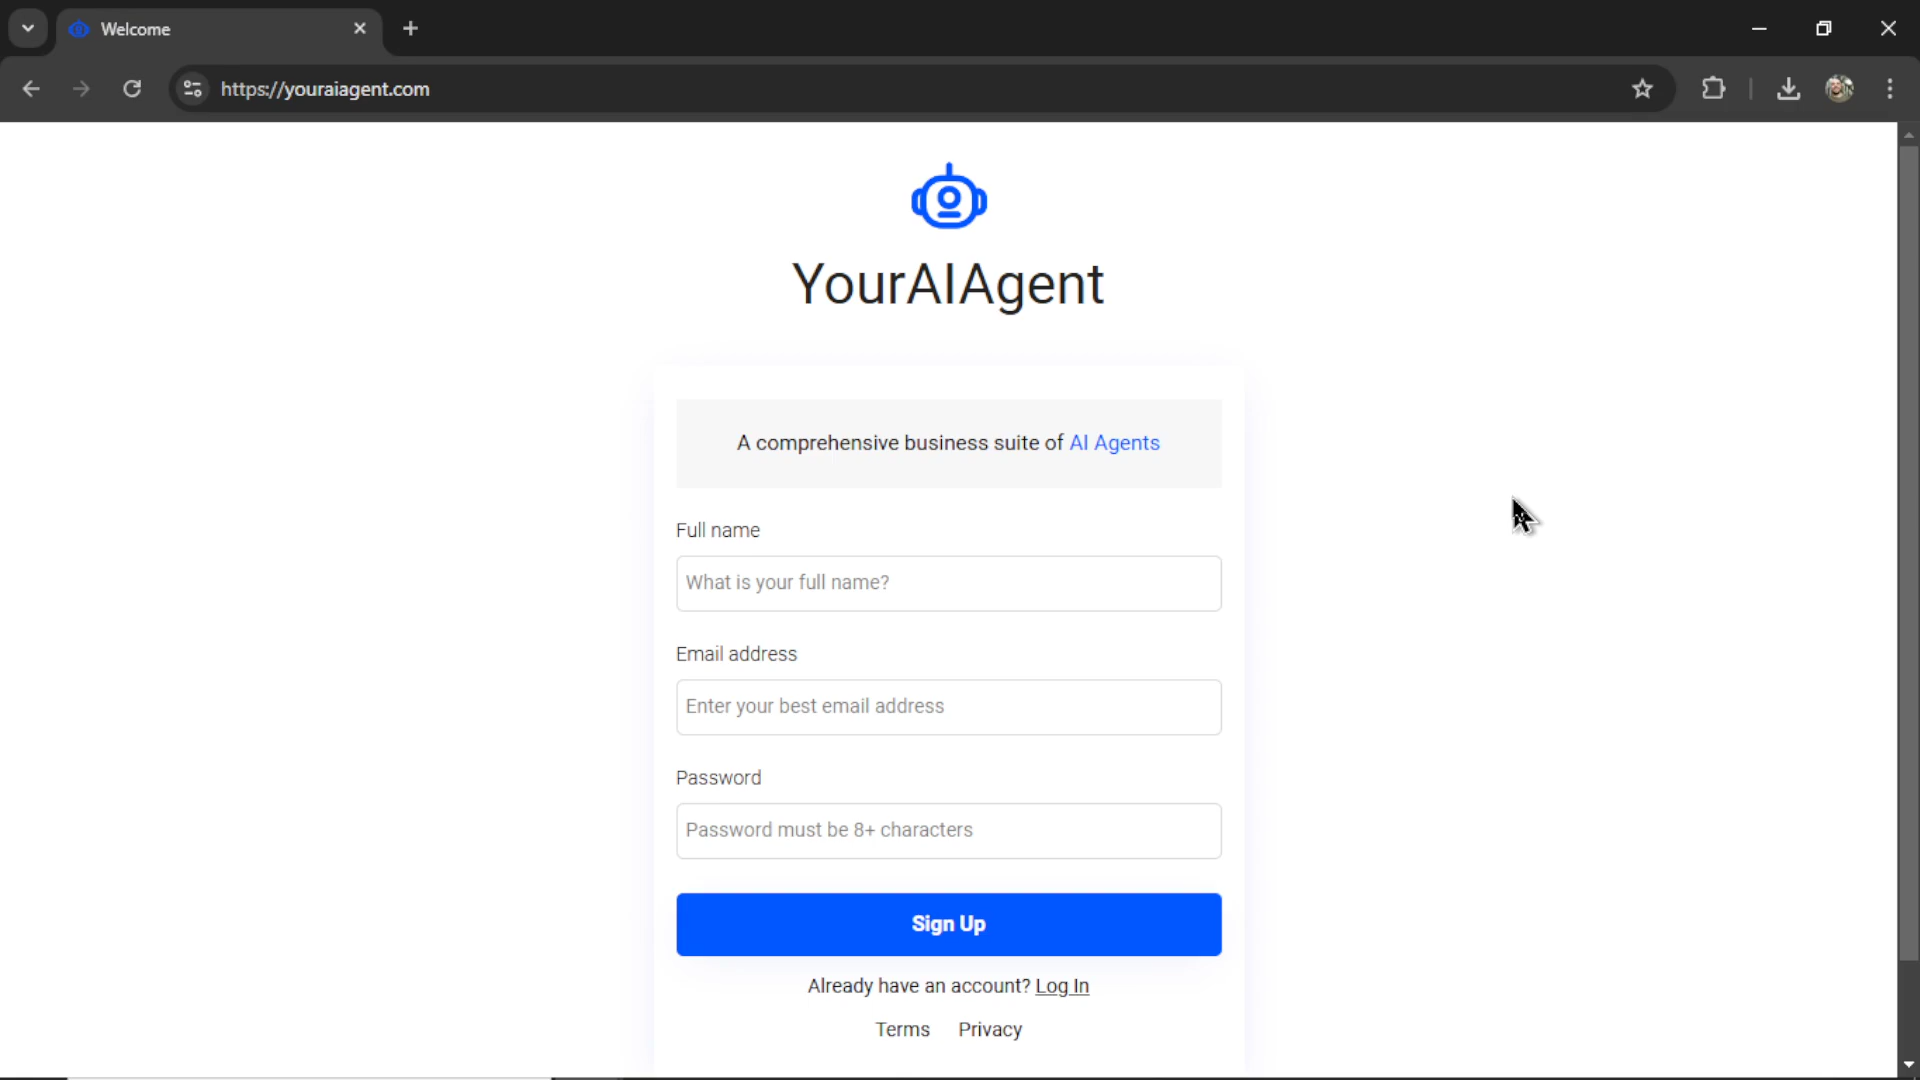 Welcome
https://youraiagent.com
YourAIAgent
A comprehensive business suite of AI Agents
Full name
What is your full name?
Email address
Enter your best email address
Password
Password must be 8+ characters
Sign Up
Already have an account? Log In
Terms Privacy